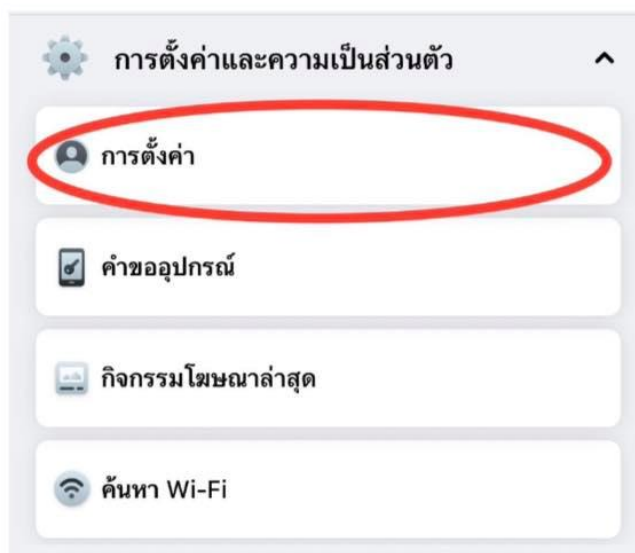 การตั้งค่าและความเป็นส่วนตัว
การตั้งค่า
คำขออุปกรณ์
กิจกรรมโฆษณาล่าสุด
ค้นหา Wi-Fi